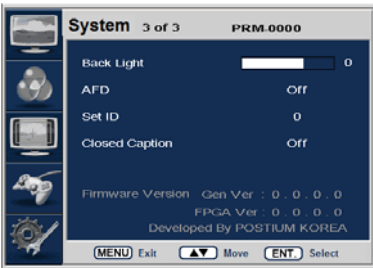 System 3 of 3 PRM-0000
Back Light 0
AFD Off
Set ID 0
Closed Caption Off
Firmware Version Gen Ver : 0 . 0 . 0 . 0
FPGA Ver : 0 . 0 . 0 . 0
Developed By POSTIUM KOREA
MENU Exit ▲▼ Move ENT. Select